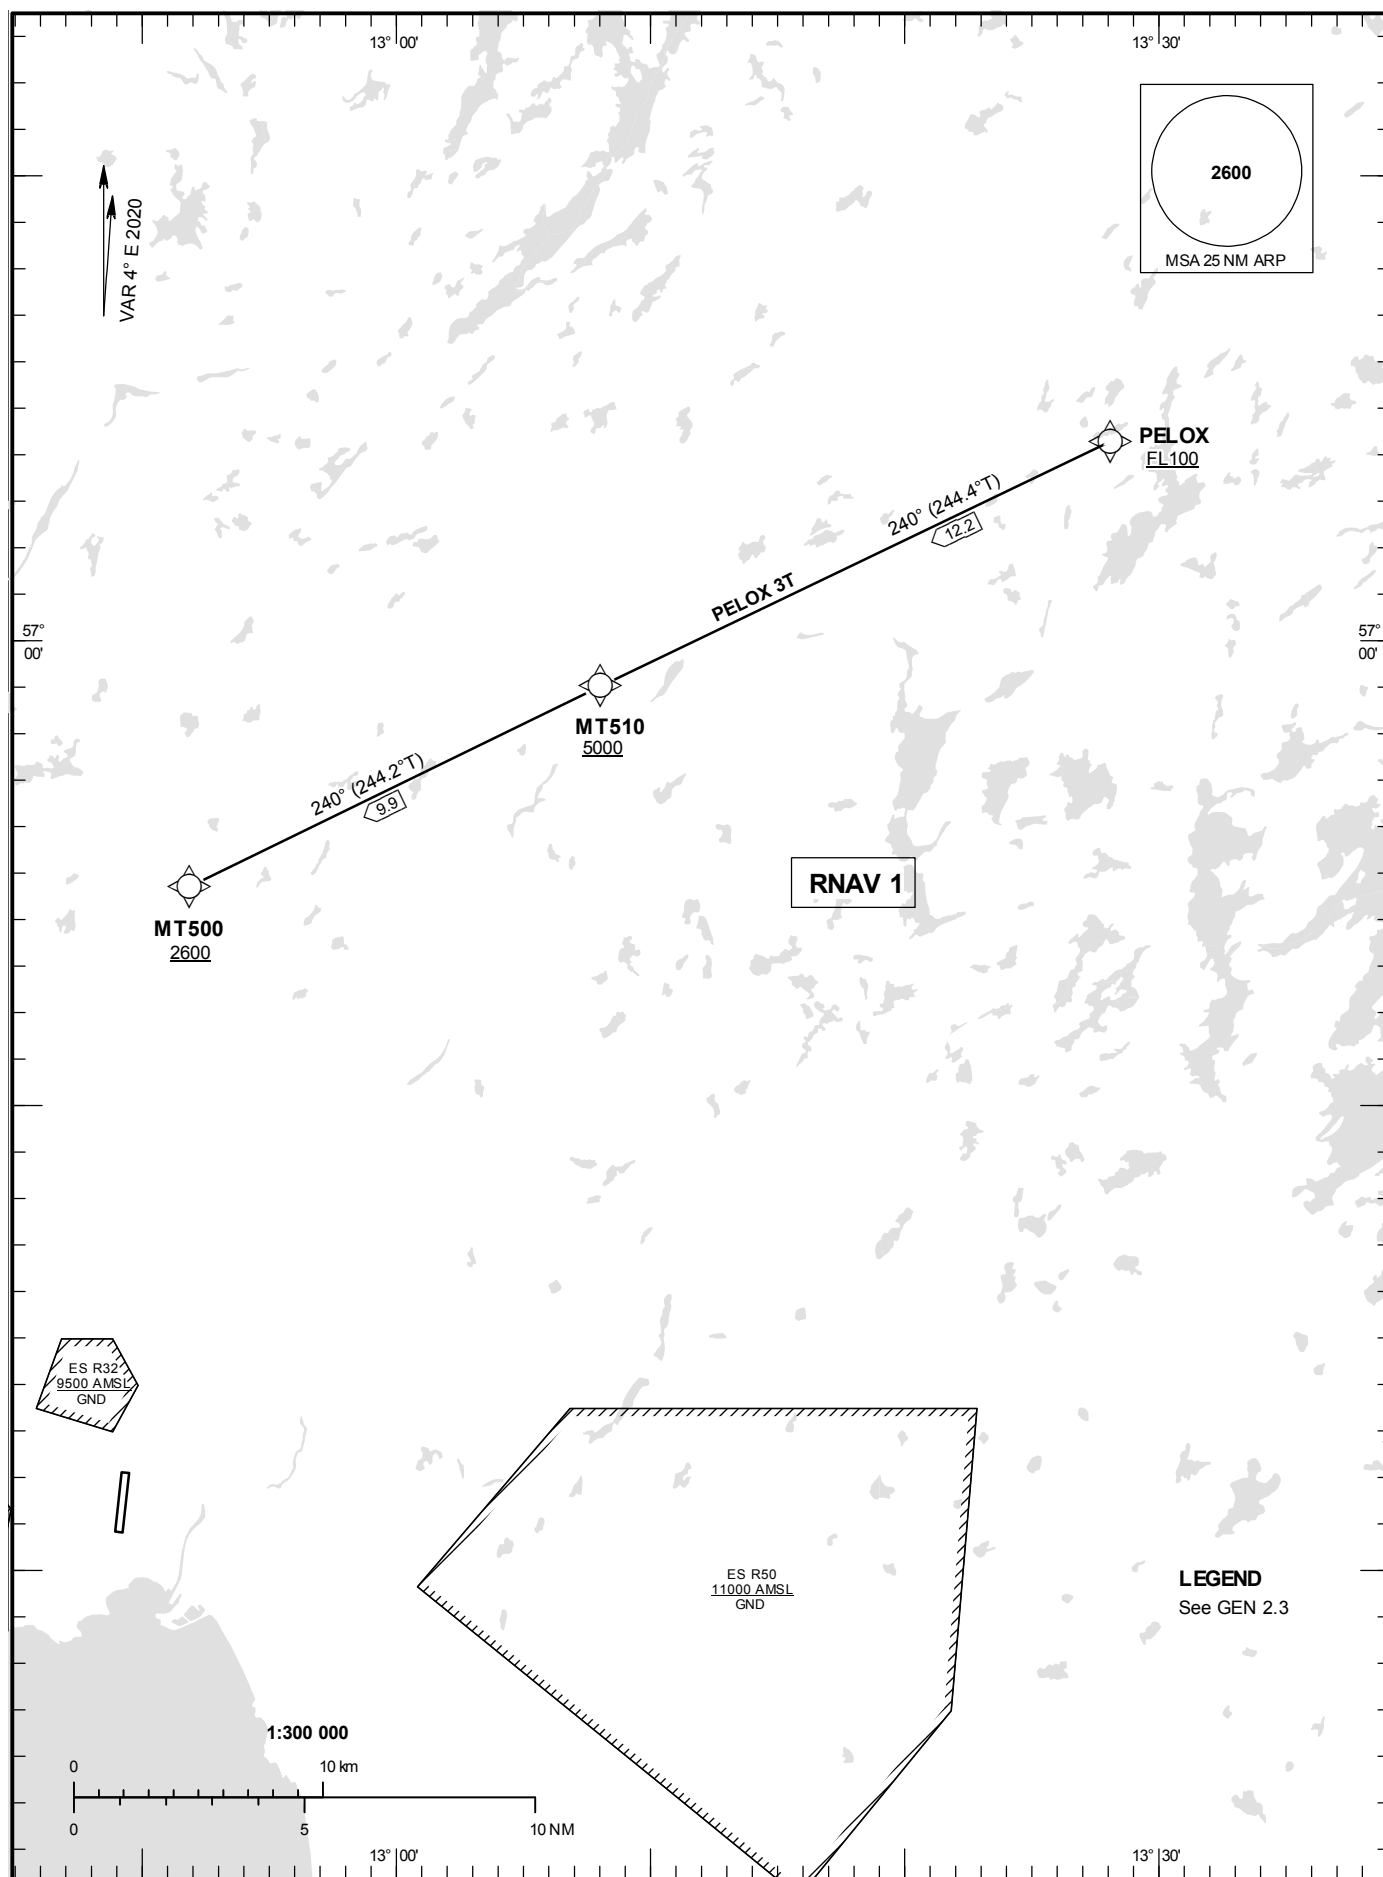 13° 00'
13° 30'
2600
MSA 25 NM ARP
VAR 4° E 2020
PELOX
FL100
240° (244.4°T)
12.2
PELOX 3T
57°
00'
57°
00'
MT510
5000
240° (244.2°T)
9.9
RNAV 1
MT500
2600
ES R32
9500 AMSL
GND
ES R50
11000 AMSL
GND
LEGEND
See GEN 2.3
1:300 000
0
10 km
0
5
10 NM
13° 00'
13° 30'